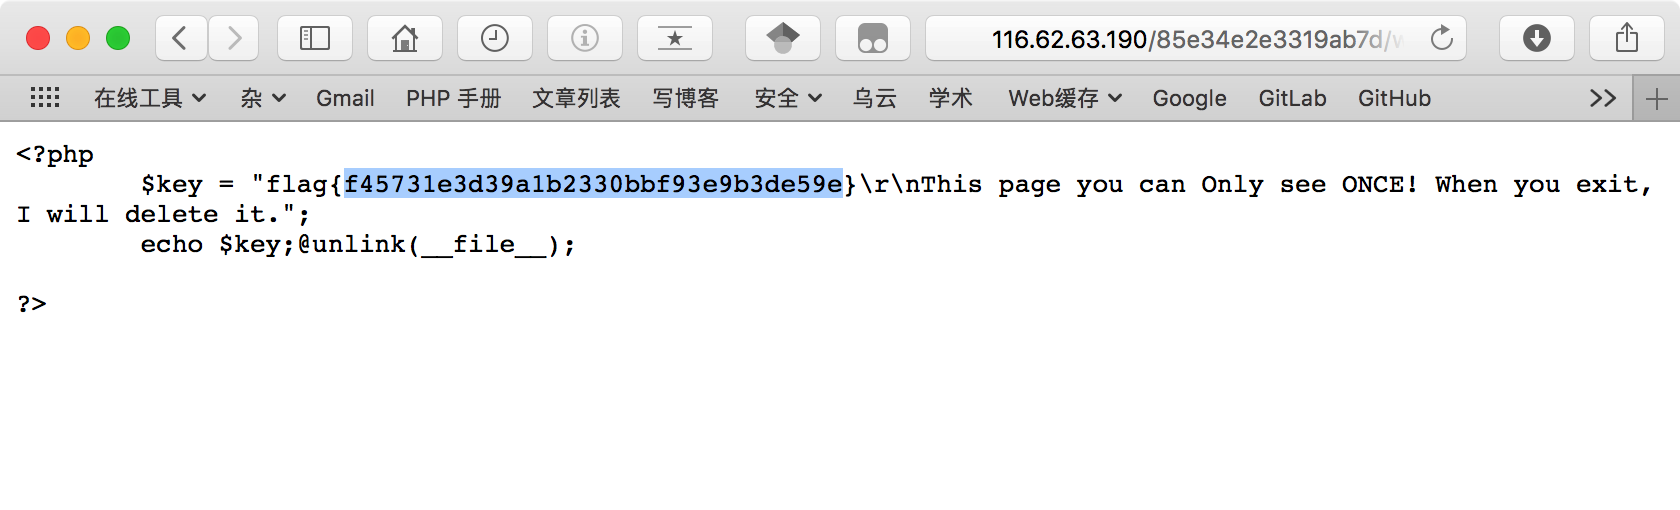 116.62.63.190/85e34e2e3319ab7d/
在线工具 杂 Gmail PHP 手册 文章列表 写博客 安全 乌云 学术 Web缓存 Google GitLab GitHub
<?php
$key = "flag{f45731e3d39a1b2330bbf93e9b3de59e}\r\nThis page you can Only see ONCE! When you exit,
I will delete it.";
echo $key;@unlink(__file__);
?>